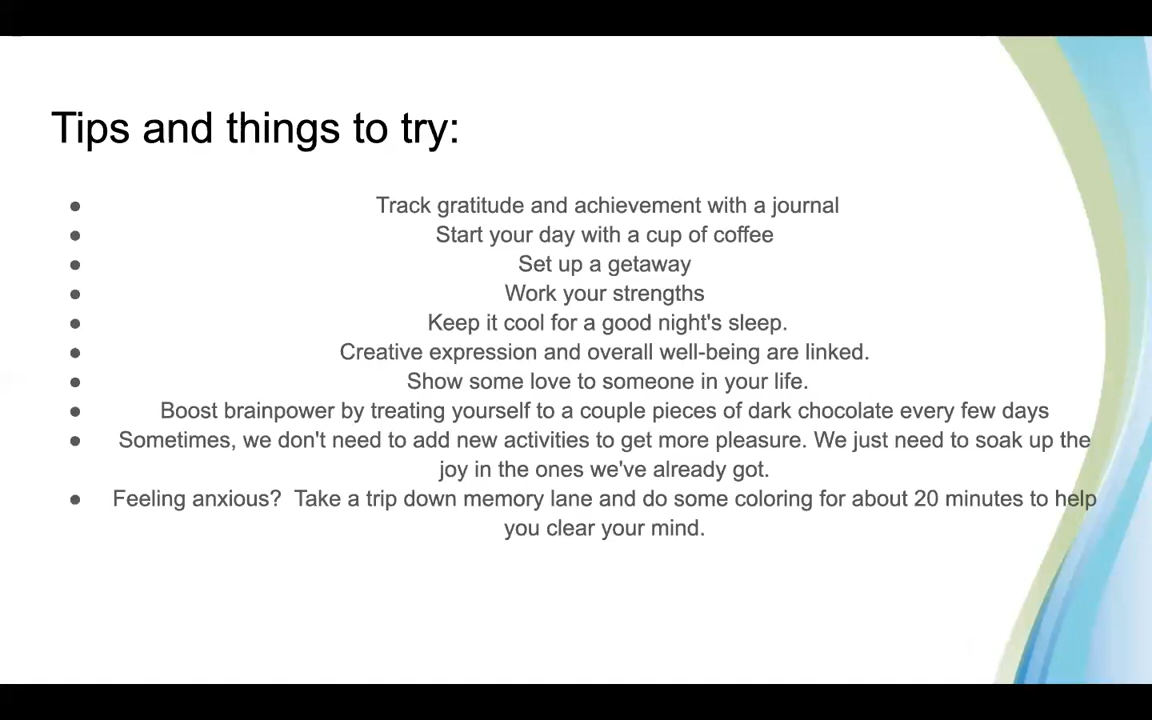 Tips and things to try:
● Track gratitude and achievement with a journal
● Start your day with a cup of coffee
● Set up a getaway
● Work your strengths
● Keep it cool for a good night's sleep.
● Creative expression and overall well-being are linked.
● Show some love to someone in your life.
● Boost brainpower by treating yourself to a couple pieces of dark chocolate every few days
● Sometimes, we don't need to add new activities to get more pleasure. We just need to soak up the
joy in the ones we've already got.
● Feeling anxious?  Take a trip down memory lane and do some coloring for about 20 minutes to help
you clear your mind.